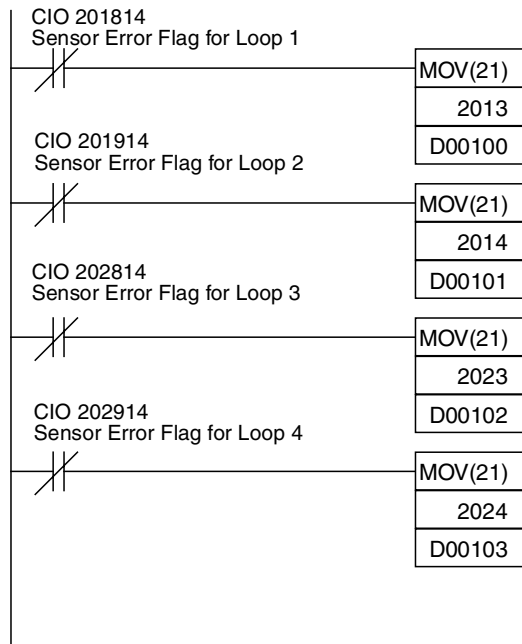 CIO 201814
Sensor Error Flag for Loop 1
MOV(21)
2013
D00100
CIO 201914
Sensor Error Flag for Loop 2
MOV(21)
2014
D00101
CIO 202814
Sensor Error Flag for Loop 3
MOV(21)
2023
D00102
CIO 202914
Sensor Error Flag for Loop 4
MOV(21)
2024
D00103